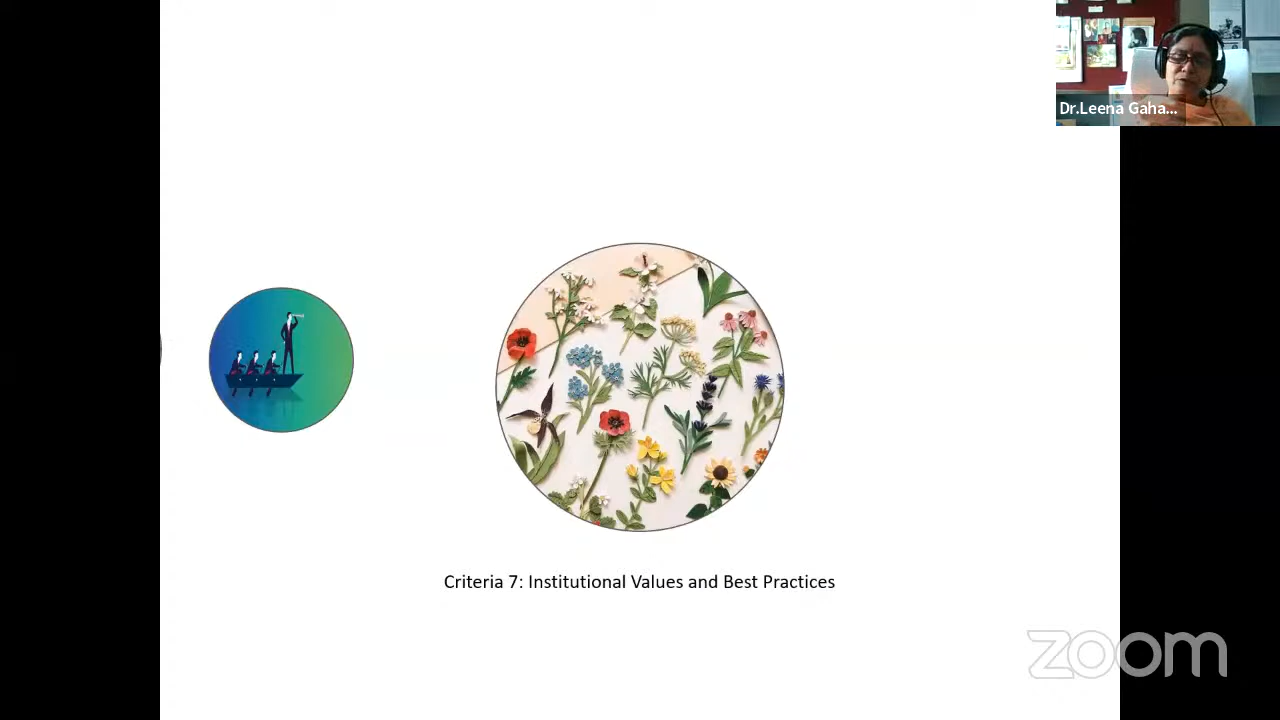 Dr.Leena Gaha...
Criteria 7: Institutional Values and Best Practices
zoom